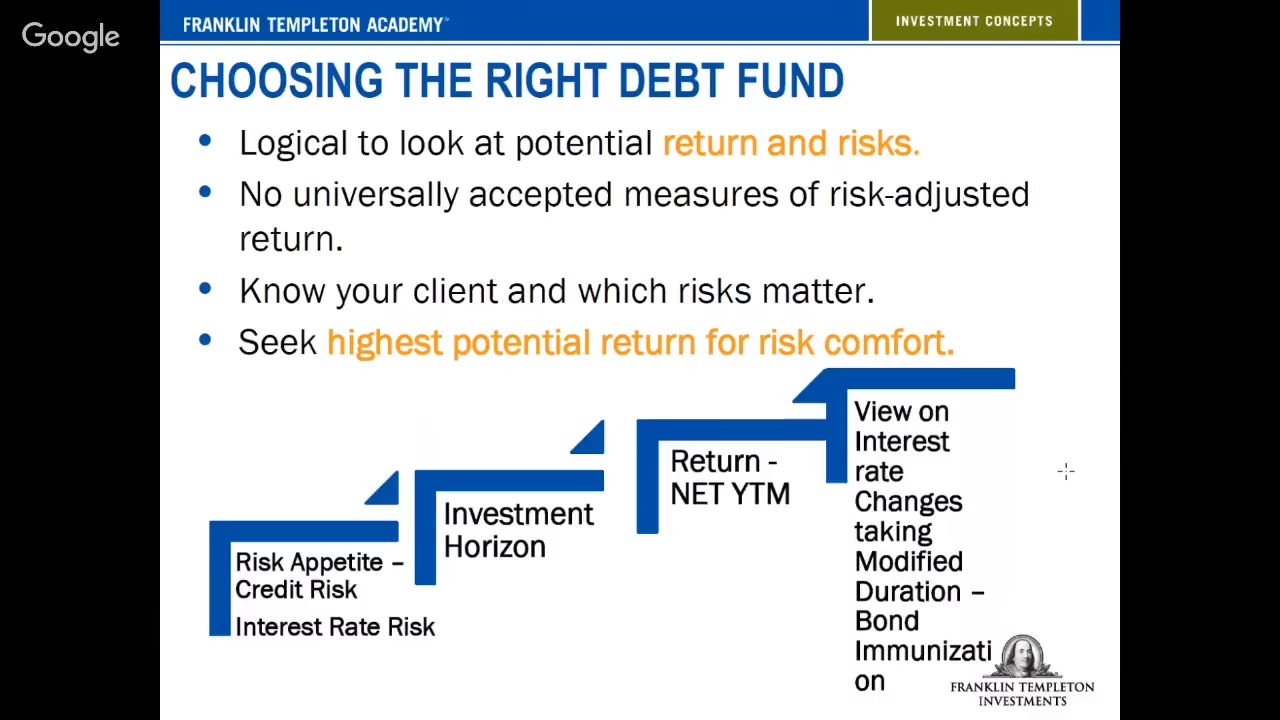 Google
FRANKLIN TEMPLETON ACADEMY
INVESTMENT CONCEPTS
CHOOSING THE RIGHT DEBT FUND
• Logical to look at potential return and risks.
• No universally accepted measures of risk-adjusted
return.
• Know your client and which risks matter.
• Seek highest potential return for risk comfort.
Risk Appetite –
Credit Risk
Interest Rate Risk
Investment
Horizon
Return -
NET YTM
View on
Interest
rate
Changes
taking
Modified
Duration –
Bond
Immunizati
on
FRANKLIN TEMPLETON
INVESTMENTS